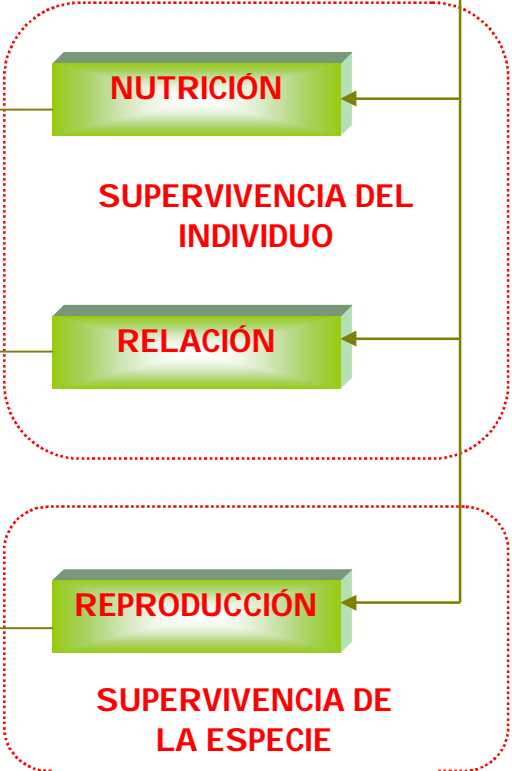 NUTRICIÓN
SUPERVIVENCIA DEL
INDIVIDUO
RELACIÓN
REPRODUCCIÓN
SUPERVIVENCIA DE
LA ESPECIE